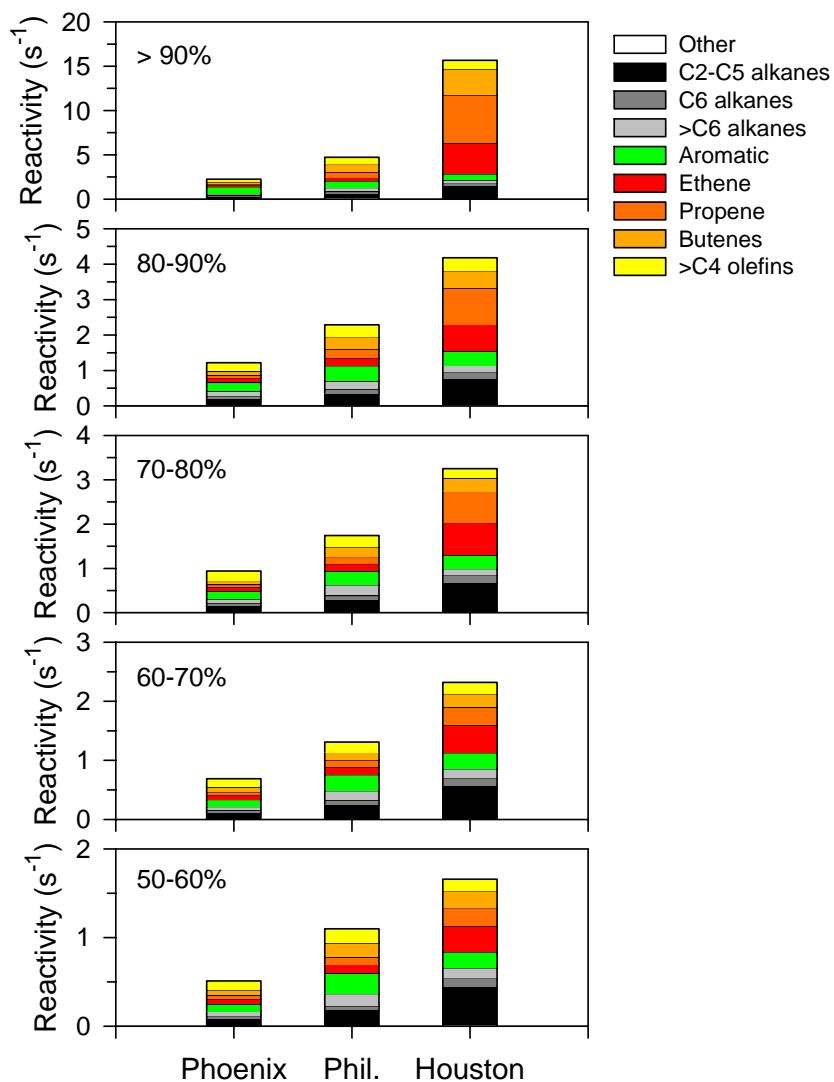 20
15
10
5
0
Reactivity (s⁻¹)
> 90%
Other
C2-C5 alkanes
C6 alkanes
>C6 alkanes
Aromatic
Ethene
Propene
Butenes
>C4 olefins
5
4
3
2
1
0
Reactivity (s⁻¹)
80-90%
4
3
2
1
0
Reactivity (s⁻¹)
70-80%
3
2
1
0
Reactivity (s⁻¹)
60-70%
2
1
0
Reactivity (s⁻¹)
50-60%
Phoenix Phil. Houston